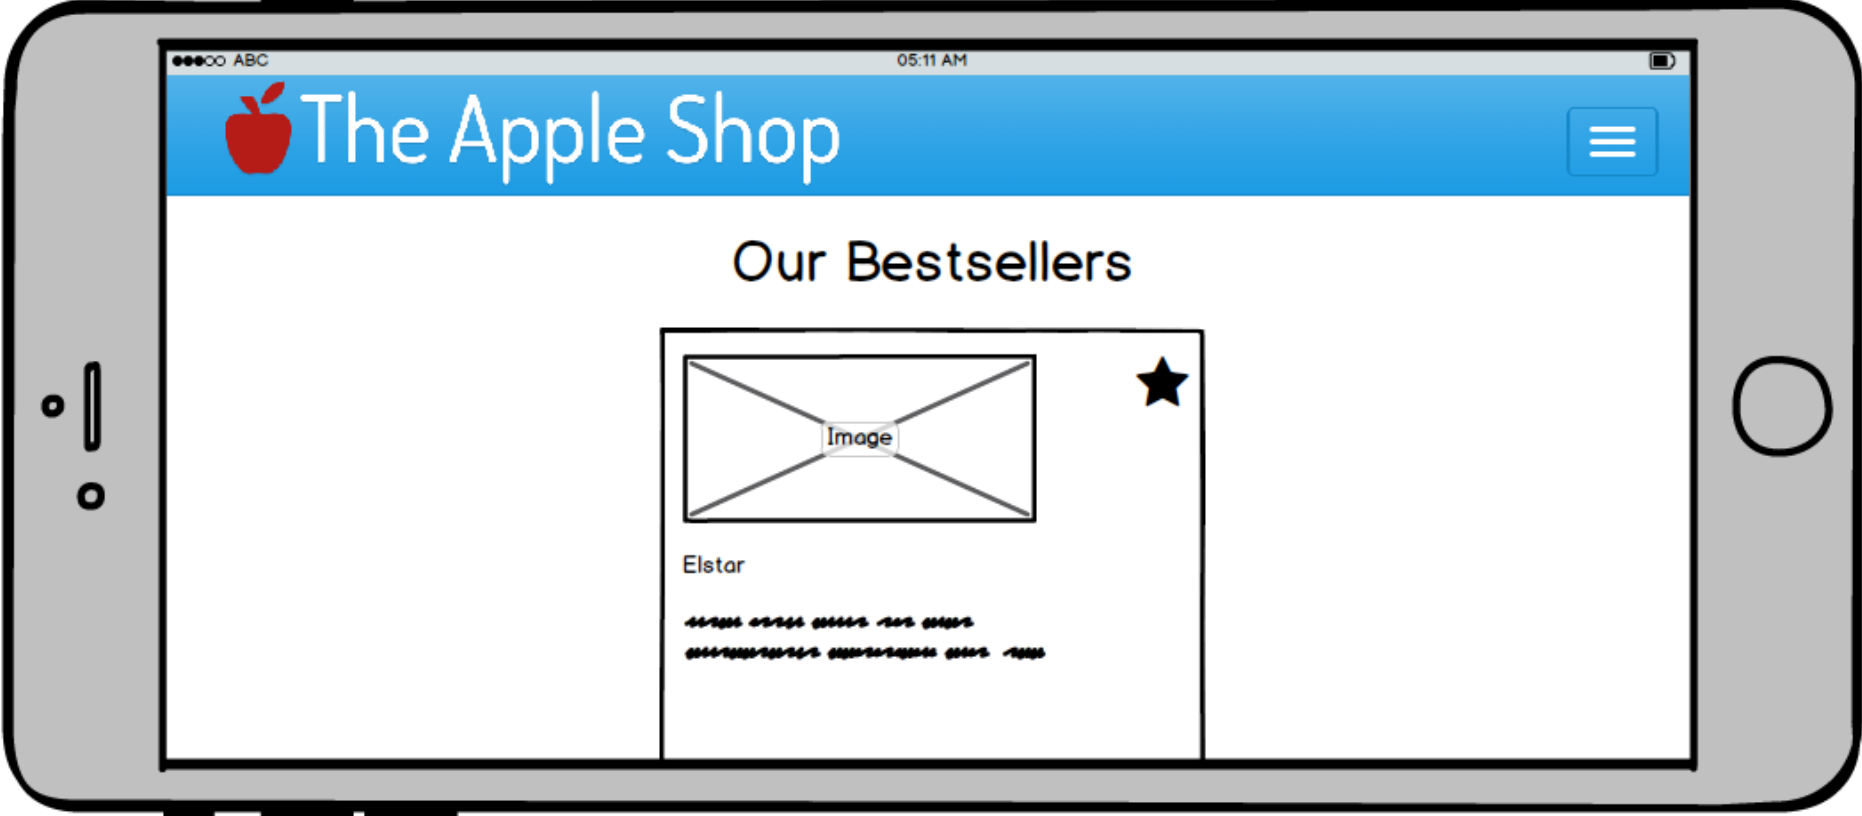 ABC
05:11 AM
The Apple Shop
Our Bestsellers
Image
Elstar